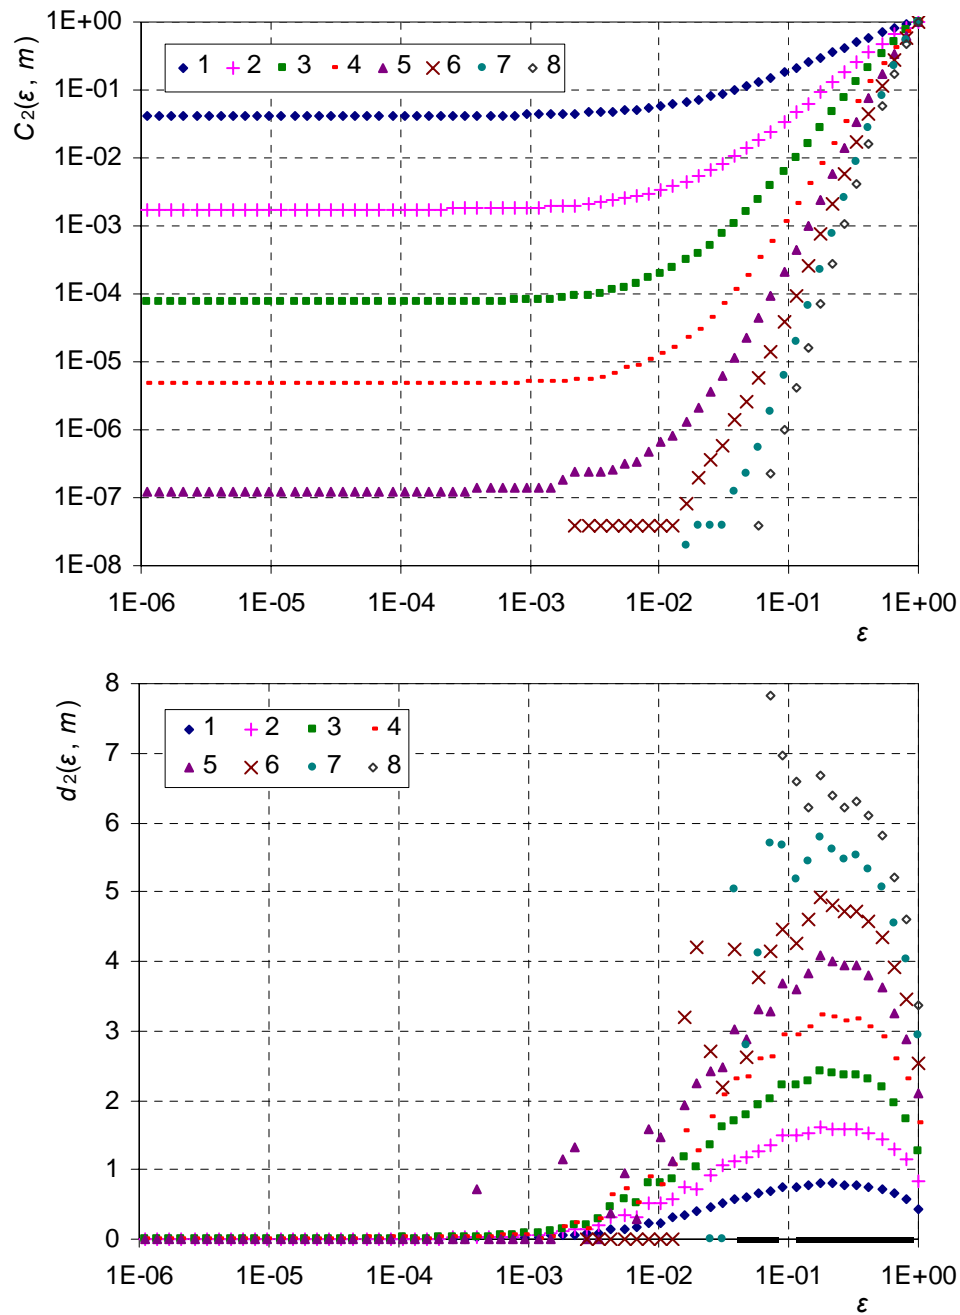 C2(ε, m)
1E+00
1E-01
1E-02
1E-03
1E-04
1E-05
1E-06
1E-07
1E-08
1 2 3 4 5 6 7 8
1E-06 1E-05 1E-04 1E-03 1E-02 1E-01 1E+00
ε
d2(ε, m)
8
7
6
5
4
3
2
1
0
1 2 3 4
5 6 7 8
1E-06 1E-05 1E-04 1E-03 1E-02 1E-01 1E+00
ε